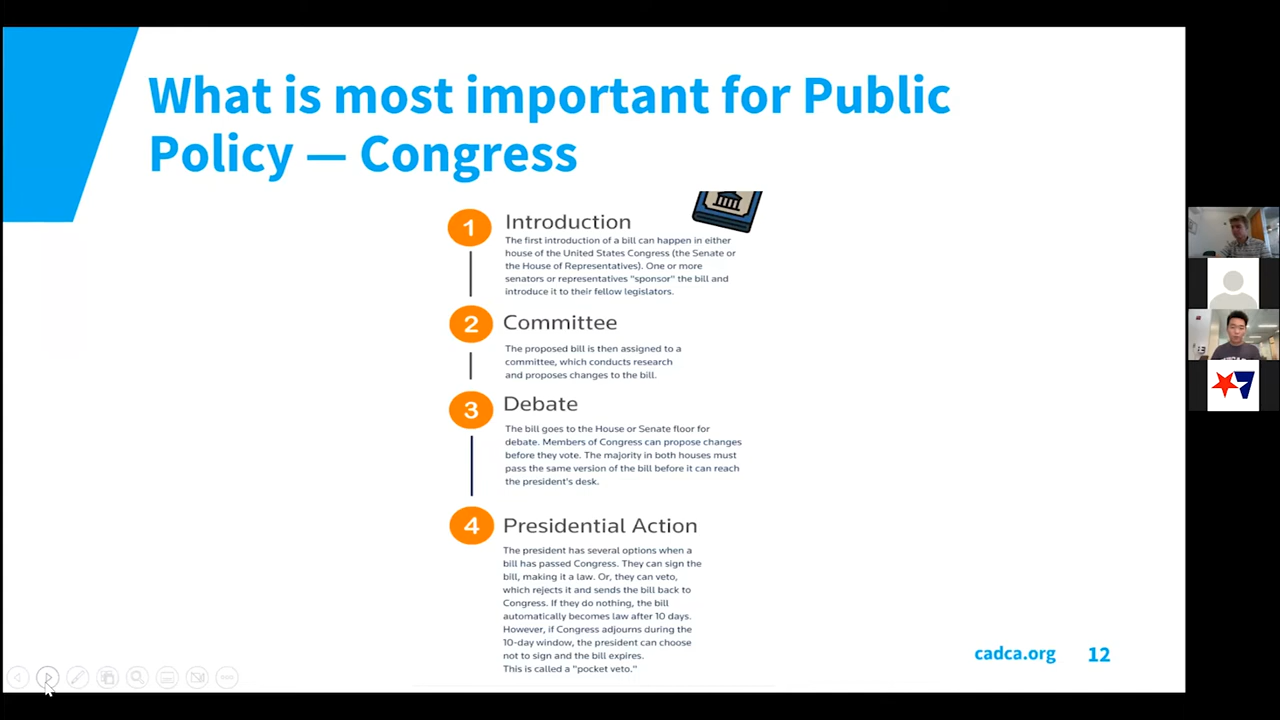 What is most important for Public
Policy — Congress
1
Introduction
The first introduction of a bill can happen in either
house of the United States Congress (the Senate or
the House of Representatives). One or more
senators or representatives "sponsor" the bill and
introduce it to their fellow legislators.
2
Committee
The proposed bill is then assigned to a
committee, which conducts research
and proposes changes to the bill.
3
Debate
The bill goes to the House or Senate floor for
debate. Members of Congress can propose changes
before they vote. The majority in both houses must
pass the same version of the bill before it can reach
the president's desk.
4
Presidential Action
The president has several options when a
bill has passed Congress. They can sign the
bill, making it a law. Or, they can veto,
which rejects it and sends the bill back to
Congress. If they do nothing, the bill
automatically becomes law after 10 days.
However, if Congress adjourns during the
10-day window, the president can choose
not to sign and the bill expires.
This is called a "pocket veto."
cadca.org 12